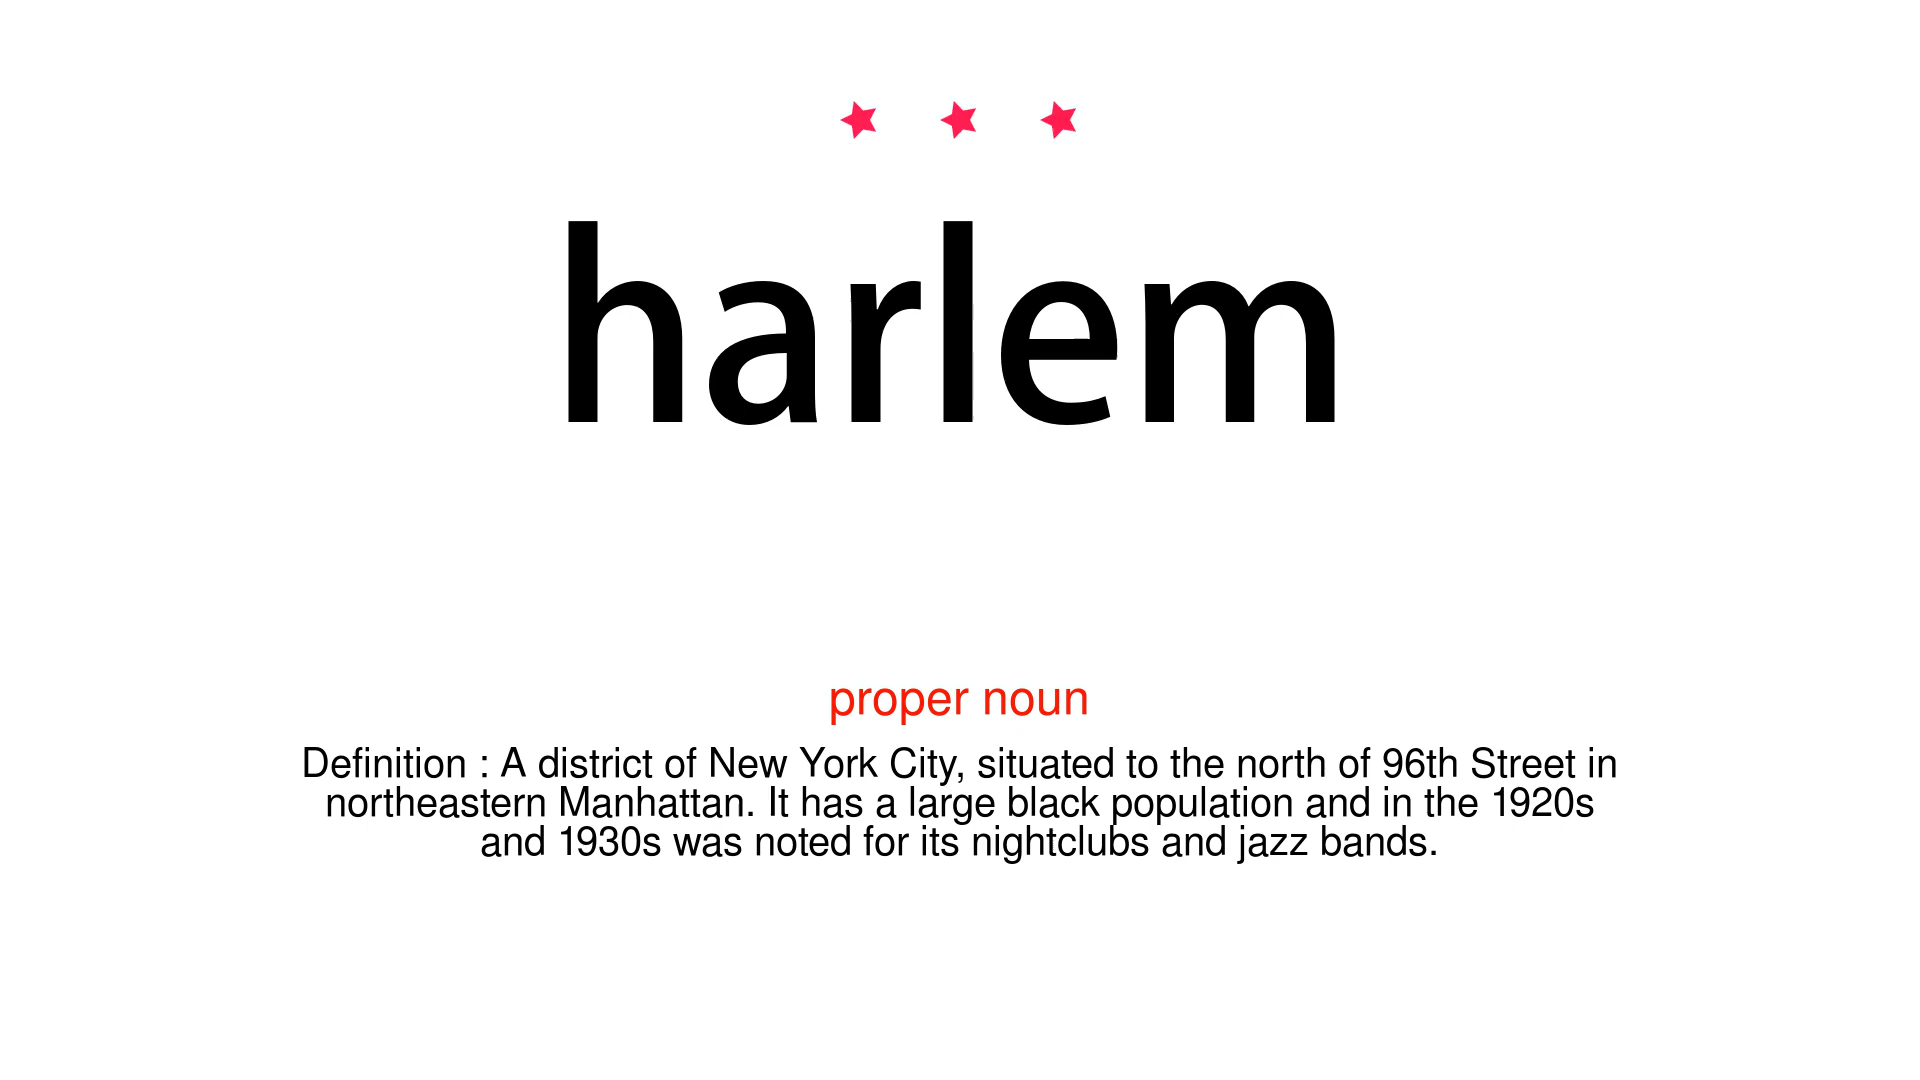 harlem
proper noun
Definition : A district of New York City, situated to the north of 96th Street in
northeastern Manhattan. It has a large black population and in the 1920s
and 1930s was noted for its nightclubs and jazz bands.